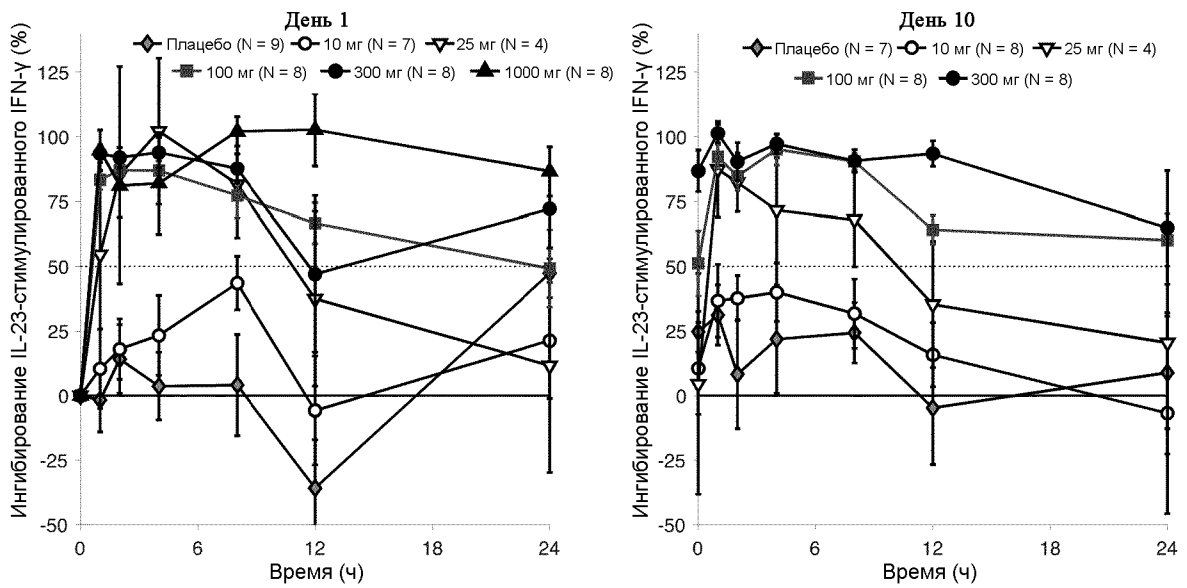 День 1
Плацебо (N = 9) 10 мг (N = 7) 25 мг (N = 4)
100 мг (N = 8) 300 мг (N = 8) 1000 мг (N = 8)
Ингибирование IL-23-стимулированного IFN-γ (%)
125
100
75
50
25
0
-25
-50
0 6 12 18 24
Время (ч)
День 10
Плацебо (N = 7) 10 мг (N = 8) 25 мг (N = 4)
100 мг (N = 8) 300 мг (N = 8)
Ингибирование IL-23-стимулированного IFN-γ (%)
125
100
75
50
25
0
-25
-50
0 6 12 18 24
Время (ч)